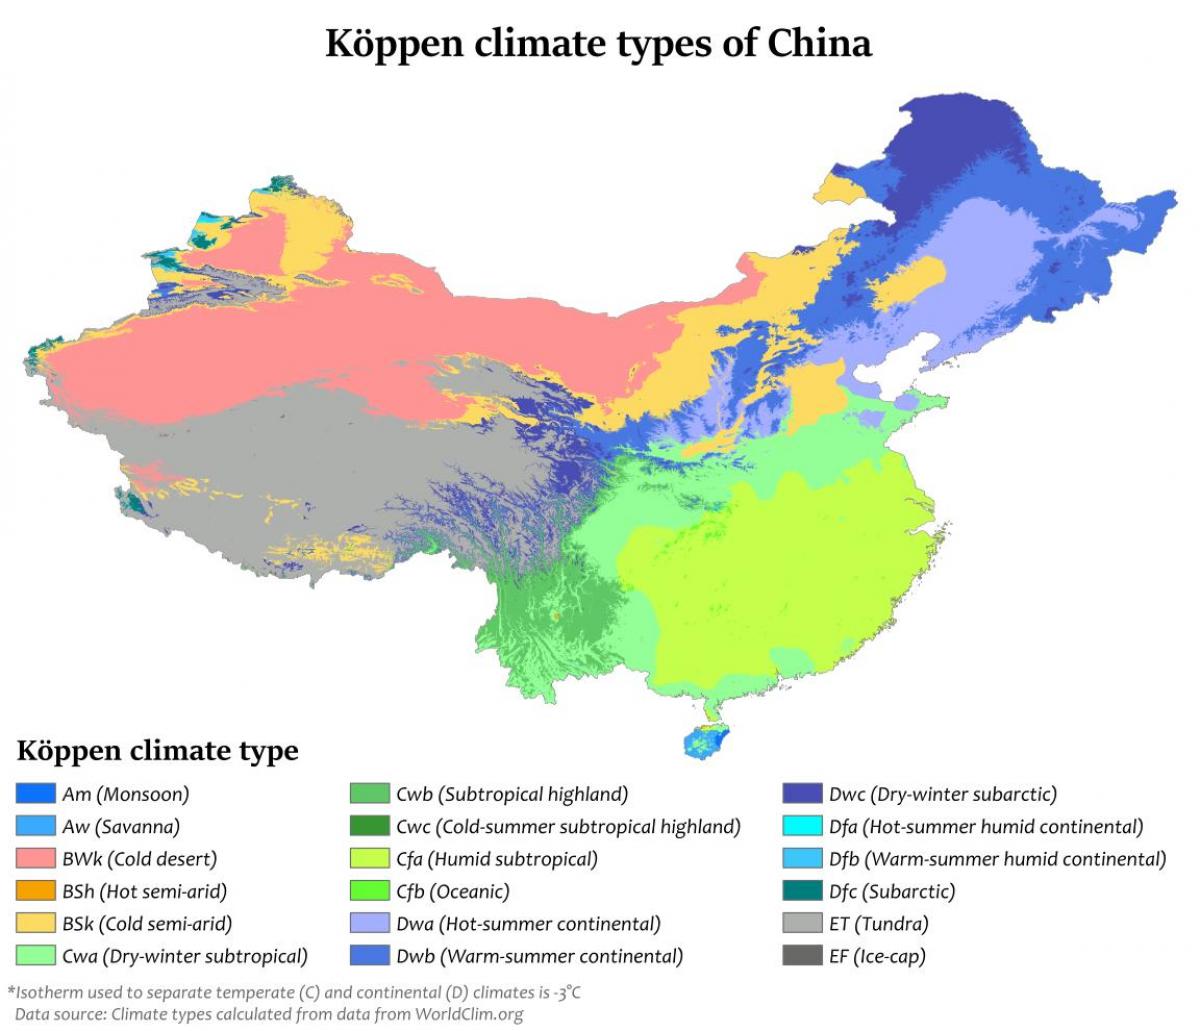 Köppen climate types of China
Köppen climate type
Am (Monsoon)
Aw (Savanna)
BWk (Cold desert)
BSh (Hot semi-arid)
BSk (Cold semi-arid)
Cwa (Dry-winter subtropical)
Cwb (Subtropical highland)
Cwc (Cold-summer subtropical highland)
Cfa (Humid subtropical)
Cfb (Oceanic)
Dwa (Hot-summer continental)
Dwb (Warm-summer continental)
Dwc (Dry-winter subarctic)
Dfa (Hot-summer humid continental)
Dfb (Warm-summer humid continental)
Dfc (Subarctic)
ET (Tundra)
EF (Ice-cap)
*Isotherm used to separate temperate (C) and continental (D) climates is -3°C
Data source: Climate types calculated from data from WorldClim.org